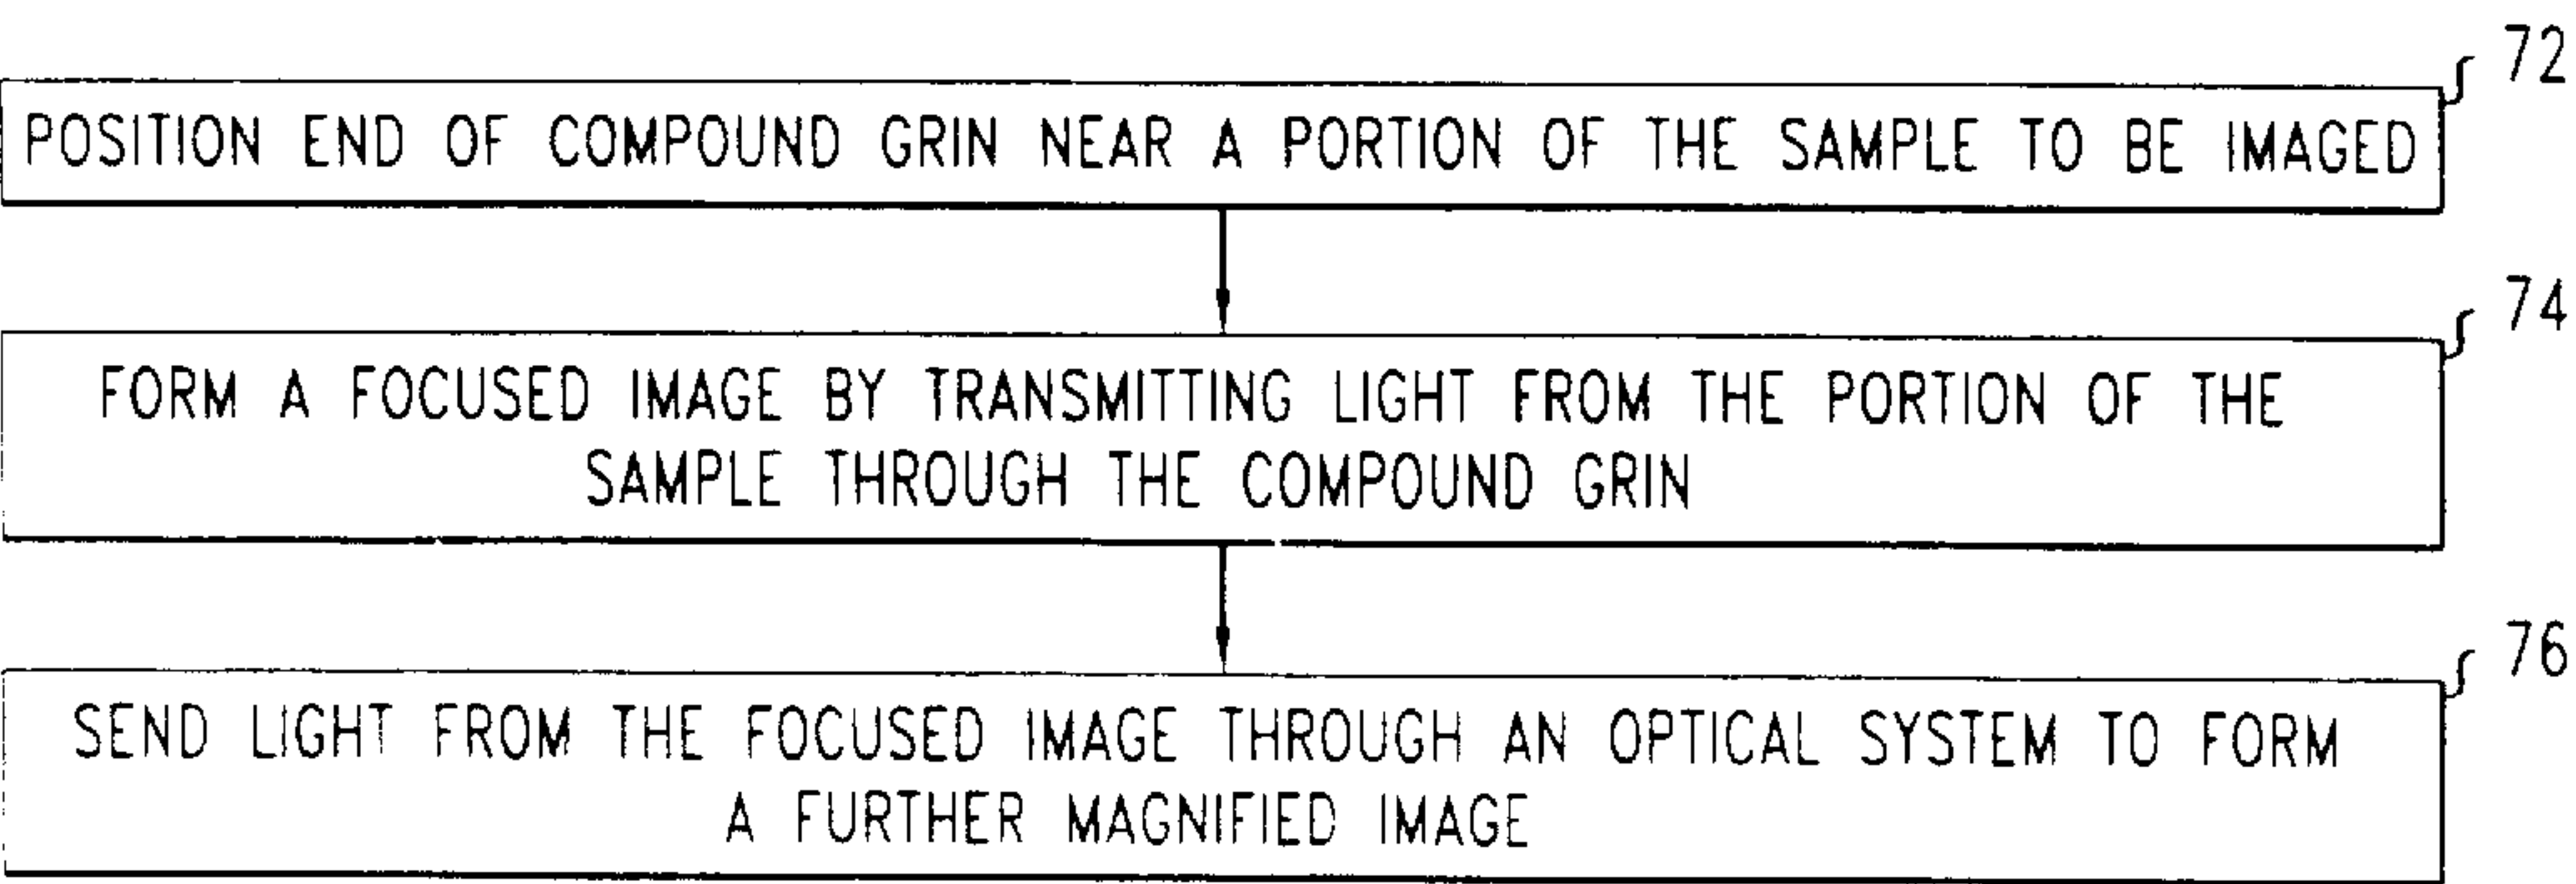 72
POSITION END OF COMPOUND GRIN NEAR A PORTION OF THE SAMPLE TO BE IMAGED
74
FORM A FOCUSED IMAGE BY TRANSMITTING LIGHT FROM THE PORTION OF THE
SAMPLE THROUGH THE COMPOUND GRIN
76
SEND LIGHT FROM THE FOCUSED IMAGE THROUGH AN OPTICAL SYSTEM TO FORM
A FURTHER MAGNIFIED IMAGE